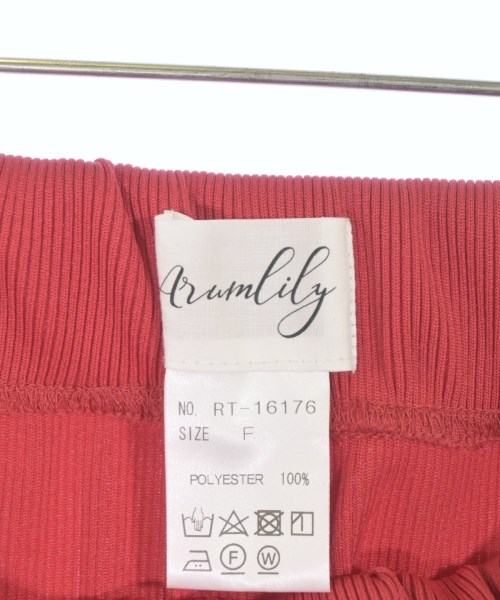 Arumlily
NO. RT-16176
SIZE F
POLYESTER 100%
F W